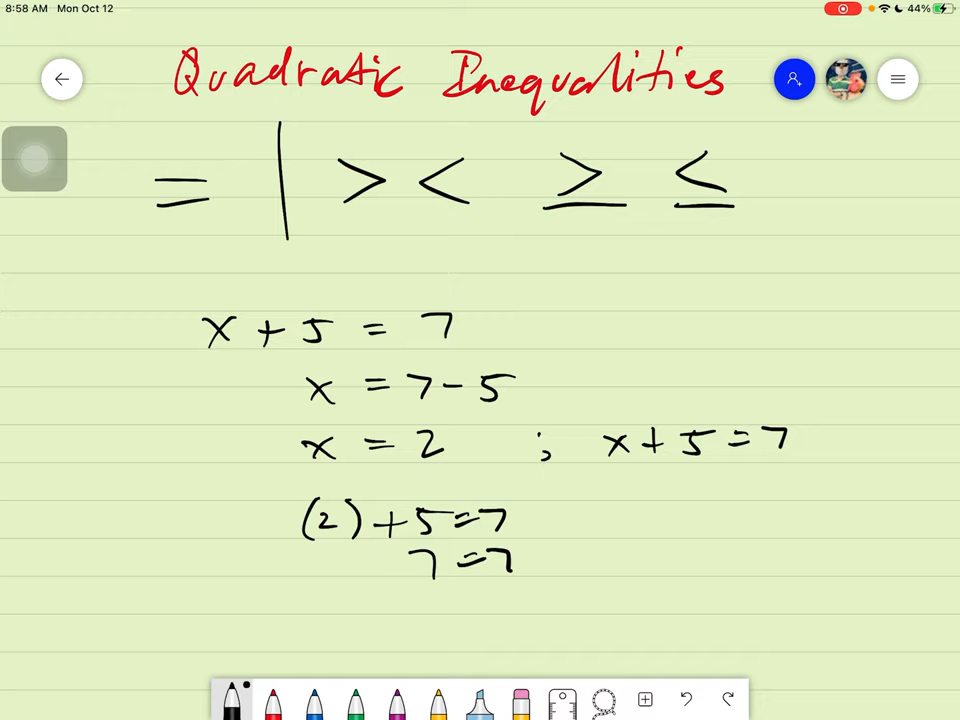 8:58 AM Mon Oct 12 44%
Quadratic Inequalities
= | > < ≥ ≤
x + 5 = 7
x = 7 - 5
x = 2 ; x + 5 = 7
(2) + 5 = 7
7 = 7